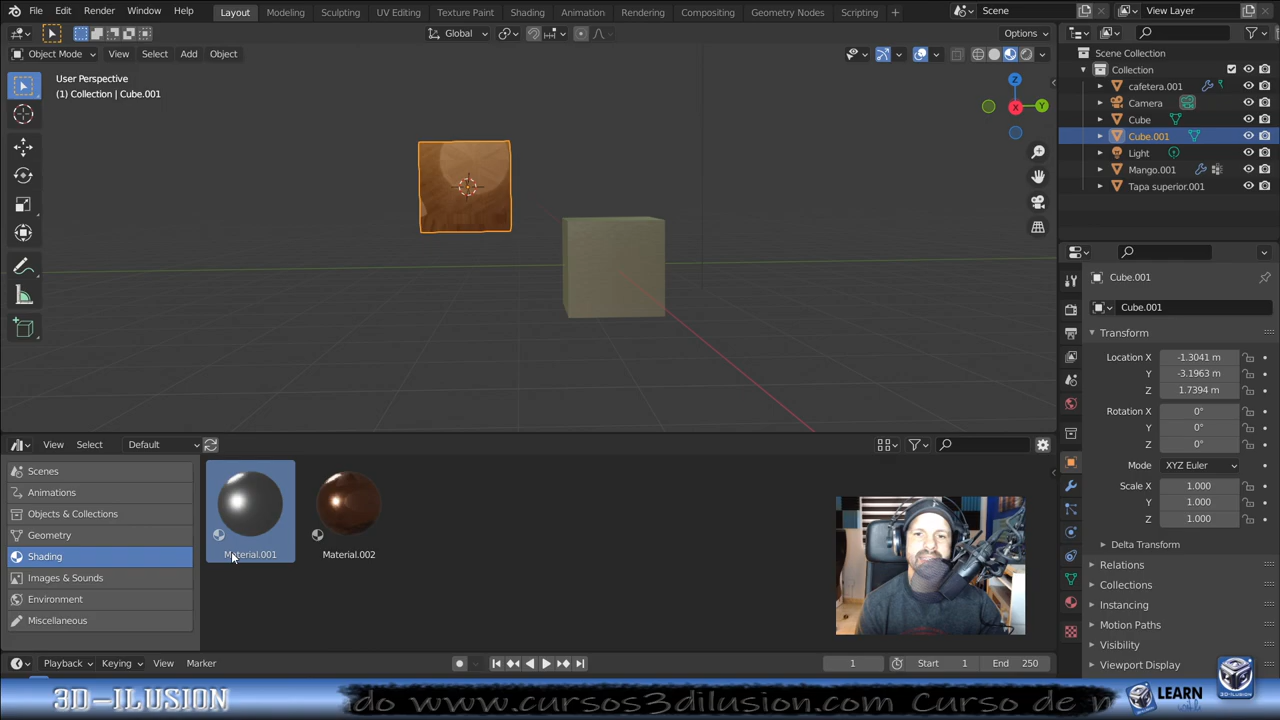 File Edit Render Window Help Layout Modeling Sculpting UV Editing Texture Paint Shading Animation Rendering Compositing Geometry Nodes Scripting + Scene View Layer
Global Options
Object Mode View Select Add Object
User Perspective
(1) Collection | Cube.001
Z
X
Y
Scene Collection
Collection
cafetera.001
Camera
Cube
Cube.001
Light
Mango.001
Tapa superior.001
Cube.001
Cube.001
Transform
Location X -1.3041 m
Y -3.1963 m
Z 1.7394 m
Rotation X 0°
Y 0°
Z 0°
Mode XYZ Euler
Scale X 1.000
Y 1.000
Z 1.000
Delta Transform
Relations
Collections
Instancing
Motion Paths
Visibility
Viewport Display
View Select Default
Scenes
Animations
Objects & Collections
Geometry
Shading
Images & Sounds
Environment
Miscellaneous
Material.001 Material.002
Playback Keying View Marker 1 Start 1 End 250
3D-ILUSION do www.cursos3dilusion.com Curso de LEARN 3D-ILUSION